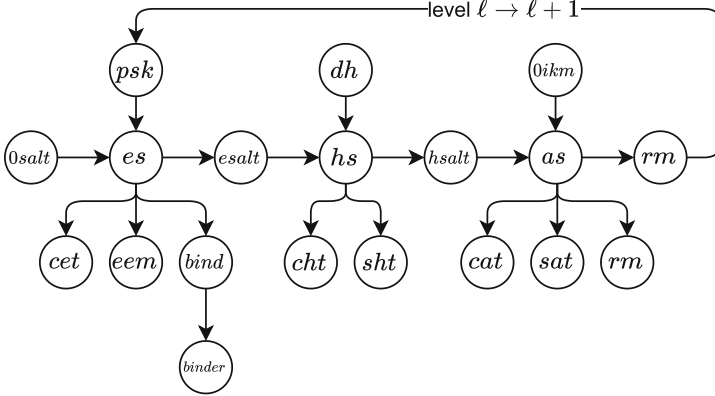 level ℓ → ℓ + 1
psk
dh
0ikm
0salt
es
esalt
hs
hsalt
as
rm
cet
eem
bind
cht
sht
cat
sat
rm
binder